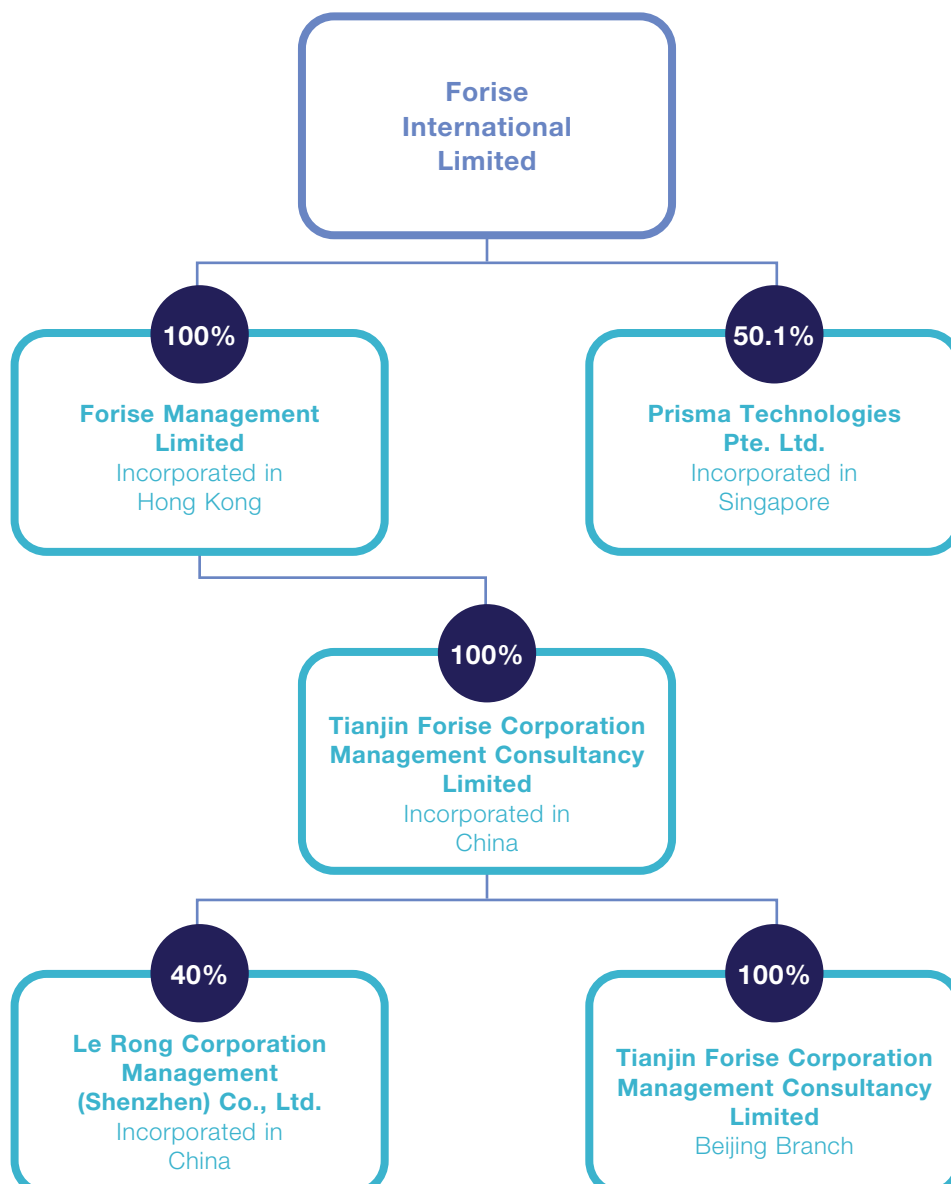 Forise
International
Limited
100%
Forise Management
Limited
Incorporated in
Hong Kong
50.1%
Prisma Technologies
Pte. Ltd.
Incorporated in
Singapore
100%
Tianjin Forise Corporation
Management Consultancy
Limited
Incorporated in
China
40%
Le Rong Corporation
Management
(Shenzhen) Co., Ltd.
Incorporated in
China
100%
Tianjin Forise Corporation
Management Consultancy
Limited
Beijing Branch